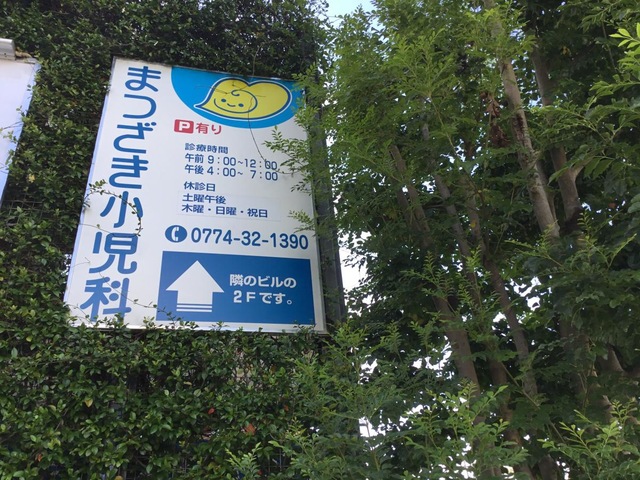 まつざき小児科
P有り
診療時間
午前 9:00~12:00
午後 4:00~ 7:00
休診日
土曜午後
木曜・日曜・祝日
0774-32-1390
隣のビルの
2Fです。